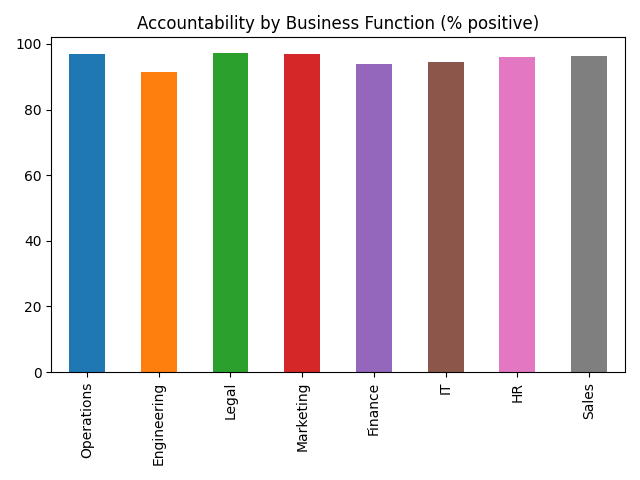 Accountability by Business Function (% positive)
100
80
60
40
20
0
Operations
Engineering
Legal
Marketing
Finance
IT
HR
Sales